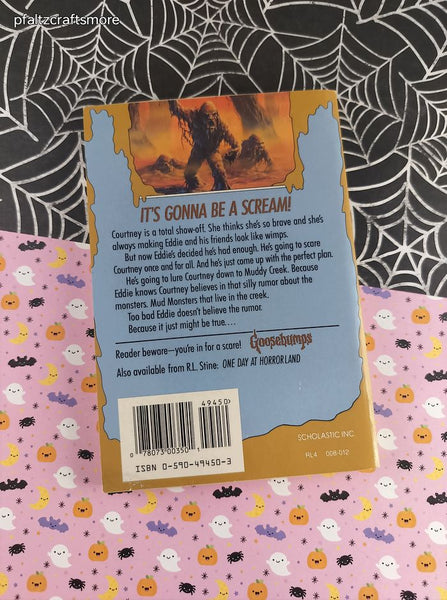 pfaltzcraftsmore
IT'S GONNA BE A SCREAM!
Courtney is a total show-off. She thinks she's so brave and she's
always making Eddie and his friends look like wimps.
But now Eddie's decided he's had enough. He's going to scare
Courtney once and for all. And he's just come up with the perfect plan.
He's going to lure Courtney down to Muddy Creek. Because
Eddie knows Courtney believes in that silly rumor about the
monsters. Mud Monsters that live in the creek.
Too bad Eddie doesn't believe the rumor.
Because it just might be true....
Reader beware—you're in for a scare! Goosebumps
Also available from R.L. Stine: ONE DAY AT HORRORLAND
49450
0 78073 00350 1
ISBN 0-590-49450-3
SCHOLASTIC INC
RL4 008-012